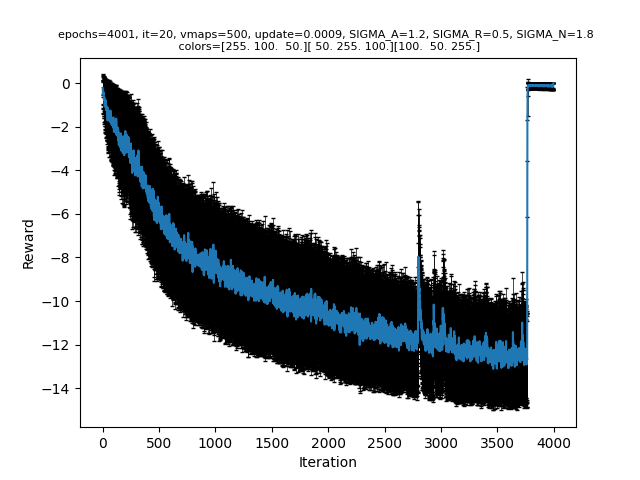 epochs=4001, it=20, vmaps=500, update=0.0009, SIGMA_A=1.2, SIGMA_R=0.5, SIGMA_N=1.8
colors=[255. 100.  50.][ 50. 255. 100.][100.  50. 255.]
0
−2
−4
−6
−8
−10
−12
−14
Reward
0 500 1000 1500 2000 2500 3000 3500 4000
Iteration